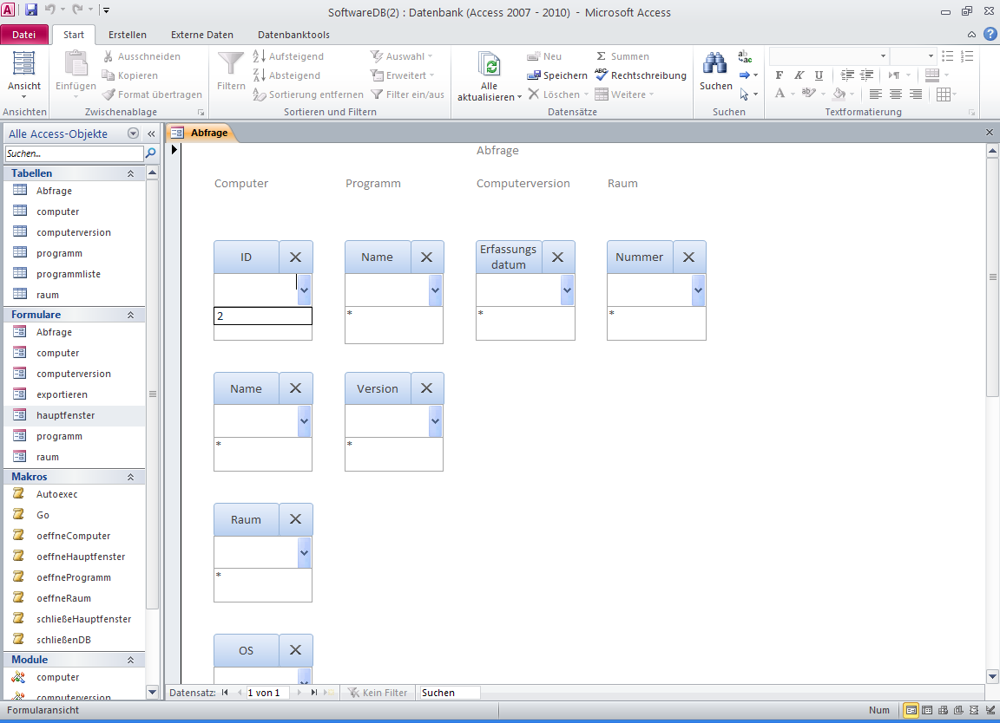 SoftwareDB(2) : Datenbank (Access 2007 - 2010) - Microsoft Access
Datei Start Erstellen Externe Daten Datenbanktools
Ansicht
Ansichten
Einfügen
Ausschneiden
Kopieren
Format übertragen
Zwischenablage
Filtern
Aufsteigend
Absteigend
Sortierung entfernen
Auswahl
Erweitert
Filter ein/aus
Sortieren und Filtern
Alle
aktualisieren
Neu
Speichern
Löschen
Summen
Rechtschreibung
Weitere
Datensätze
Suchen
Suchen
F K U
A
Textformatierung
Alle Access-Objekte
Suchen...
Tabellen
Abfrage
computer
computerversion
programm
programmliste
raum
Formulare
Abfrage
computer
computerversion
exportieren
hauptfenster
programm
raum
Makros
Autoexec
Go
oeffneComputer
oeffneHauptfenster
oeffneProgramm
oeffneRaum
schließeHauptfenster
schließenDB
Module
computer
computerversion
Abfrage
Abfrage
Computer Programm Computerversion Raum
ID
2
Name
*
Erfassungs
datum
*
Nummer
*
Name
*
Version
*
Raum
*
OS
Datensatz: 1 von 1 Kein Filter Suchen
Formularansicht Num